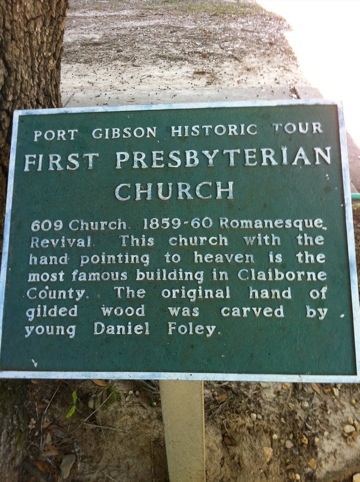 PORT GIBSON HISTORIC TOUR
FIRST PRESBYTERIAN
CHURCH
609 Church. 1859-60 Romanesque
Revival. This church with the
hand pointing to heaven is the
most famous building in Claiborne
County. The original hand of
gilded wood was carved by
young Daniel Foley.